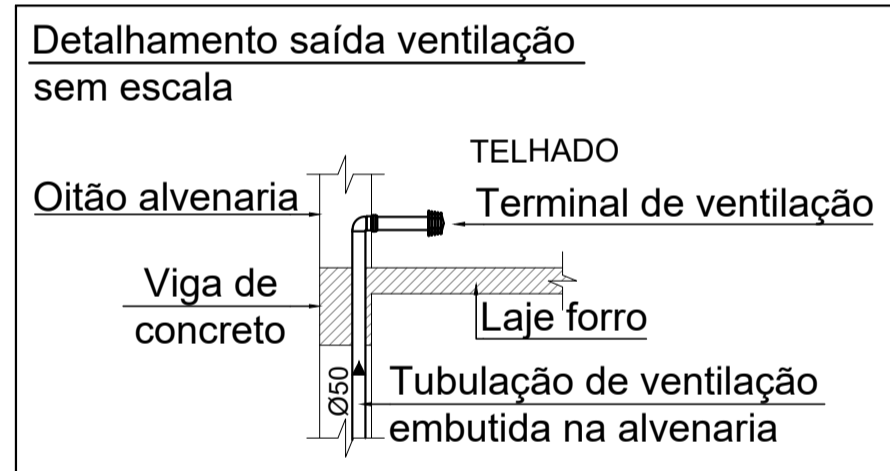 Detalhamento saída ventilação
sem escala
TELHADO
Oitão alvenaria
Terminal de ventilação
Viga de
concreto
Laje forro
Ø50
Tubulação de ventilação
embutida na alvenaria